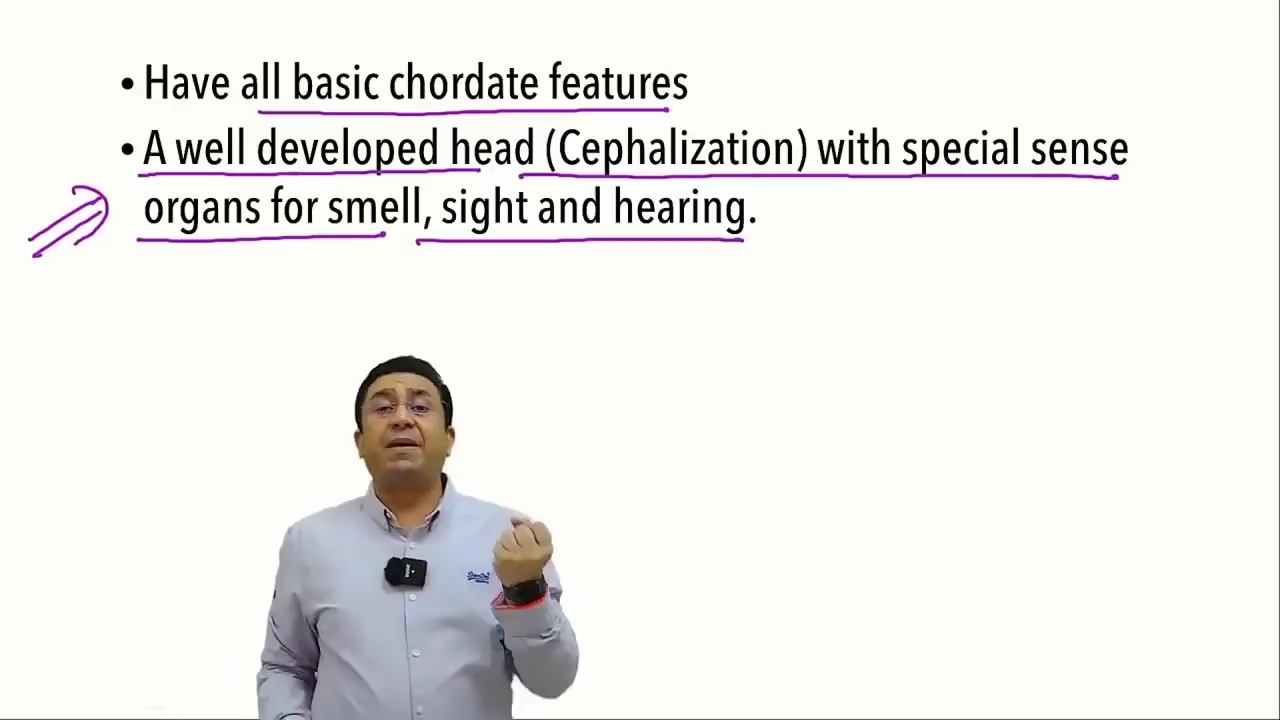 • Have all basic chordate features
• A well developed head (Cephalization) with special sense
organs for smell, sight and hearing.